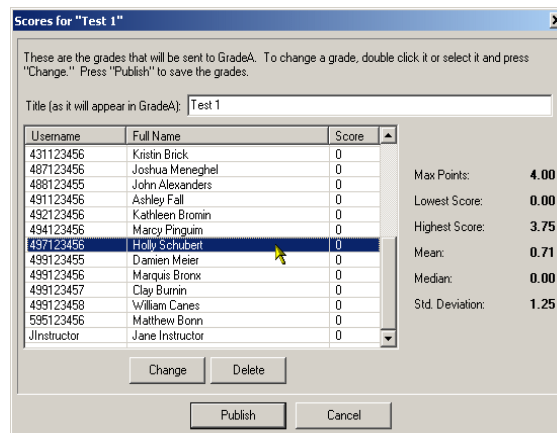 Scores for "Test 1"
These are the grades that will be sent to GradeA. To change a grade, double click it or select it and press
"Change." Press "Publish" to save the grades.
Title (as it will appear in GradeA): Test 1
Username Full Name Score
431123456 Kristin Brick 0
487123456 Joshua Meneghel 0
488123455 John Alexanders 0
491123456 Ashley Fall 0
492123456 Kathleen Bromin 0
494123456 Marcy Pinguim 0
497123456 Holly Schubert 0
499123455 Damien Meier 0
499123456 Marquis Bronx 0
499123457 Clay Burnin 0
499123458 William Canes 0
595123456 Matthew Bonn 0
JInstructor Jane Instructor 0
Max Points: 4.00
Lowest Score: 0.00
Highest Score: 3.75
Mean: 0.71
Median: 0.00
Std. Deviation: 1.25
Change Delete
Publish Cancel